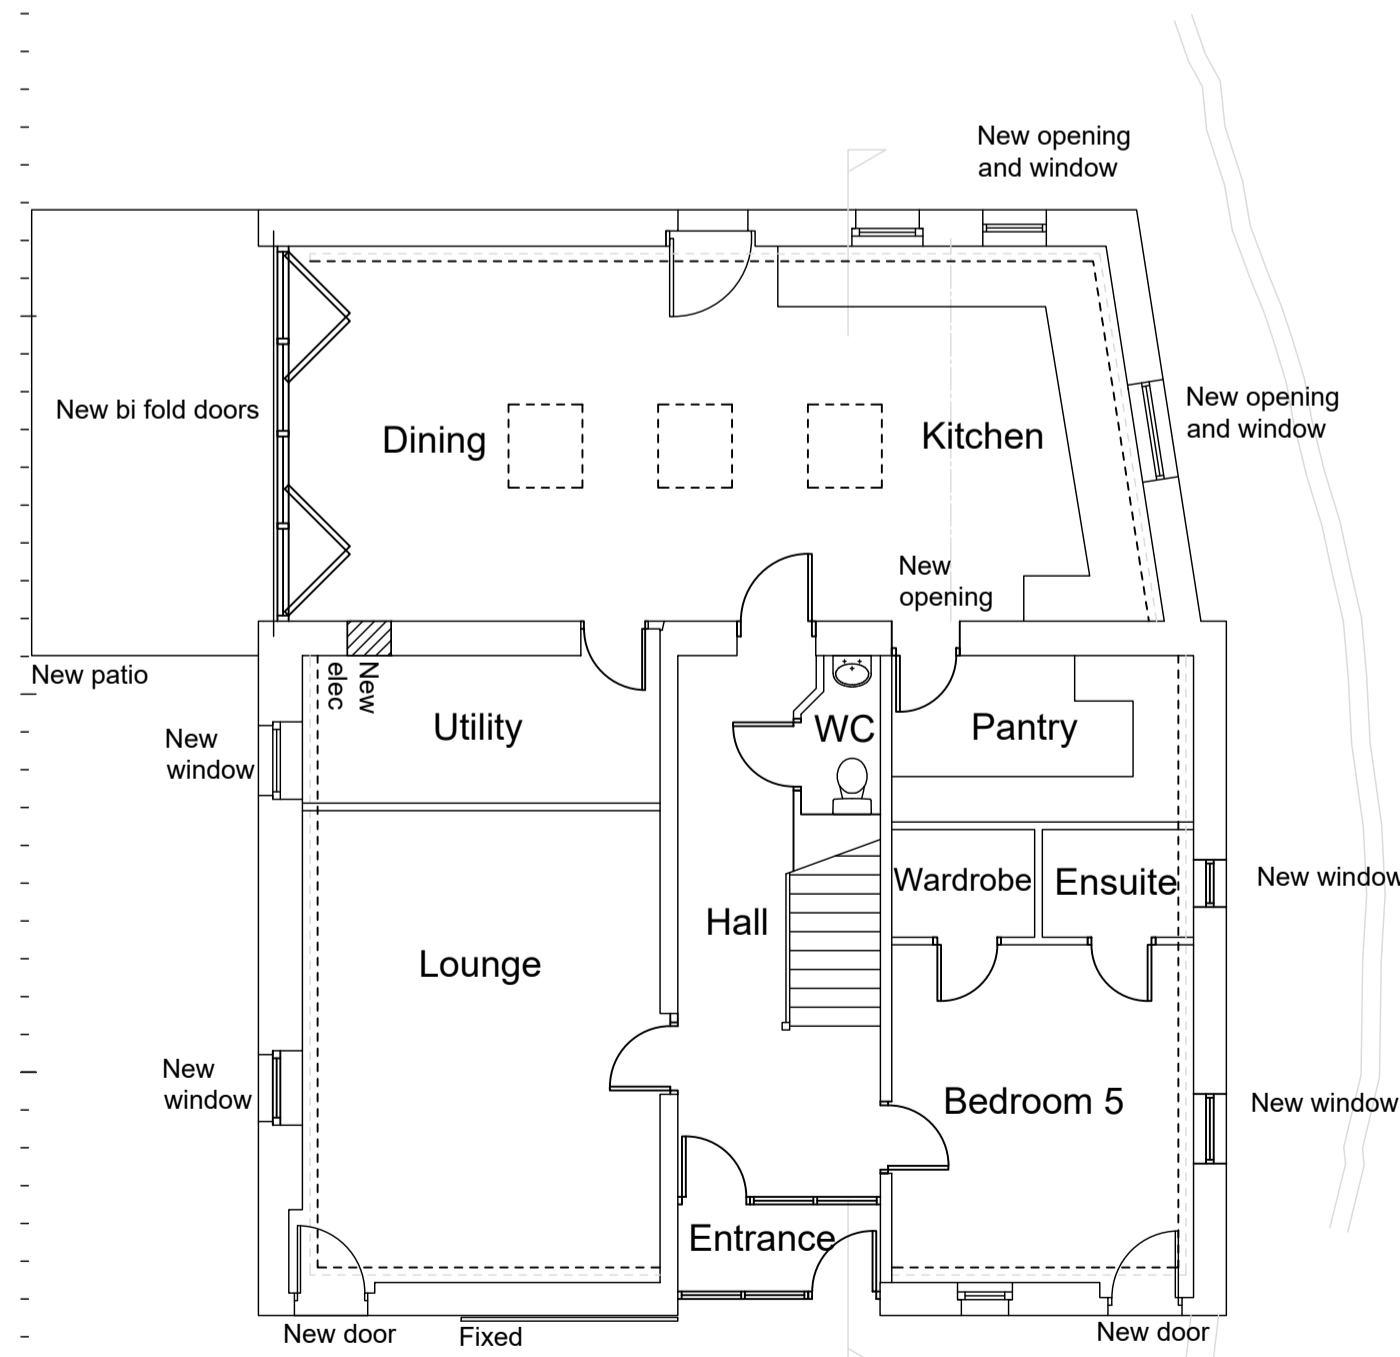 New opening
and window
New bi fold doors
Dining
Kitchen
New opening
and window
New
opening
New patio
New
elec
Utility
WC
Pantry
New
window
Wardrobe
Ensuite
New window
Hall
Lounge
New
window
Bedroom 5
New window
Entrance
New door
Fixed
New door